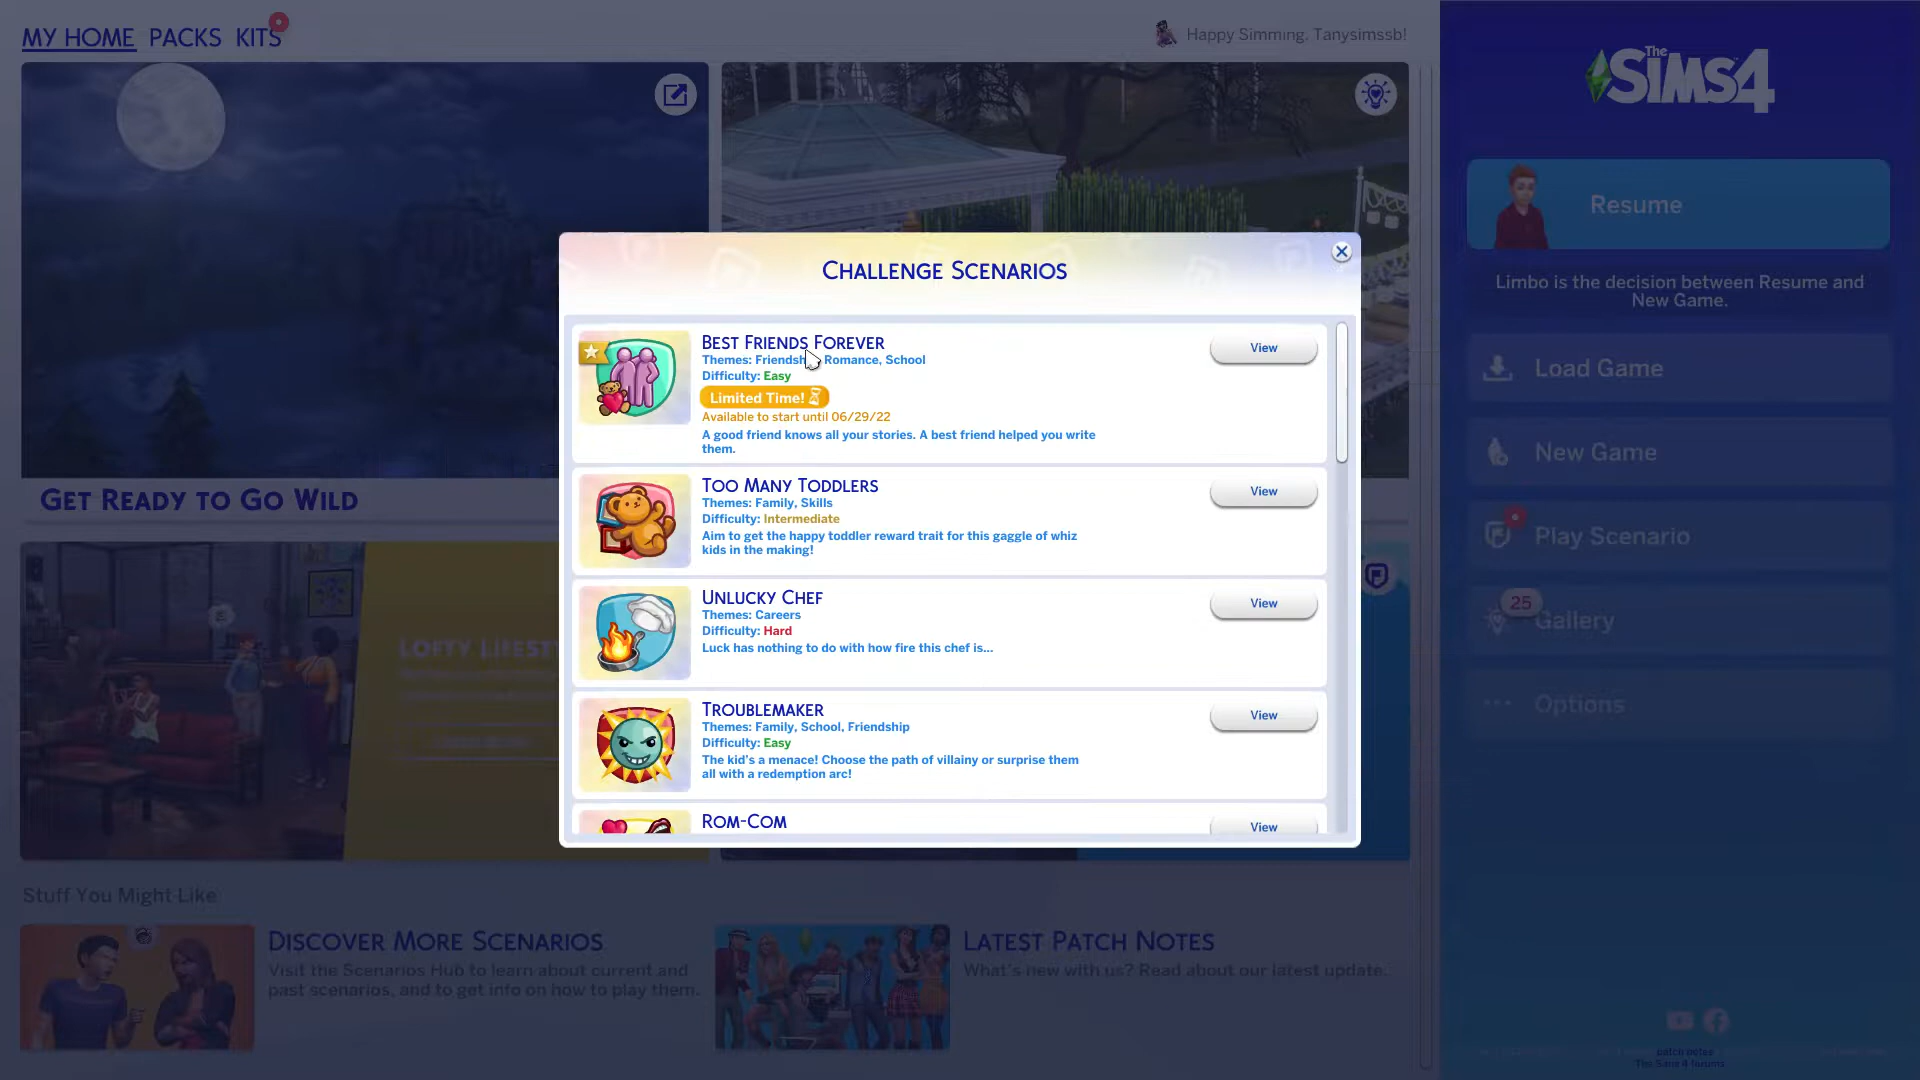 MY HOME PACKS KITS
Happy Simming, Tanysimssb!
The SIMS4
Resume
Limbo is the decision between Resume and
New Game.
Load Game
New Game
Play Scenario
25
Gallery
Options
GET READY TO GO WILD
CHALLENGE SCENARIOS
BEST FRIENDS FOREVER
Themes: Friendsh Romance, School
Difficulty: Easy
Limited Time!
Available to start until 06/29/22
A good friend knows all your stories. A best friend helped you write
them.
View
TOO MANY TODDLERS
Themes: Family, Skills
Difficulty: Intermediate
Aim to get the happy toddler reward trait for this gaggle of whiz
kids in the making!
View
UNLUCKY CHEF
Themes: Careers
Difficulty: Hard
Luck has nothing to do with how fire this chef is...
View
TROUBLEMAKER
Themes: Family, School, Friendship
Difficulty: Easy
The kid's a menace! Choose the path of villainy or surprise them
all with a redemption arc!
View
ROM-COM
View
LOFTY LIFEST
Stuff You Might Like
DISCOVER MORE SCENARIOS
Visit the Scenarios Hub to learn about current and
past scenarios, and to get info on how to play them.
LATEST PATCH NOTES
What's new with us? Read about our latest update.
patch notes
The Sims 4 forums